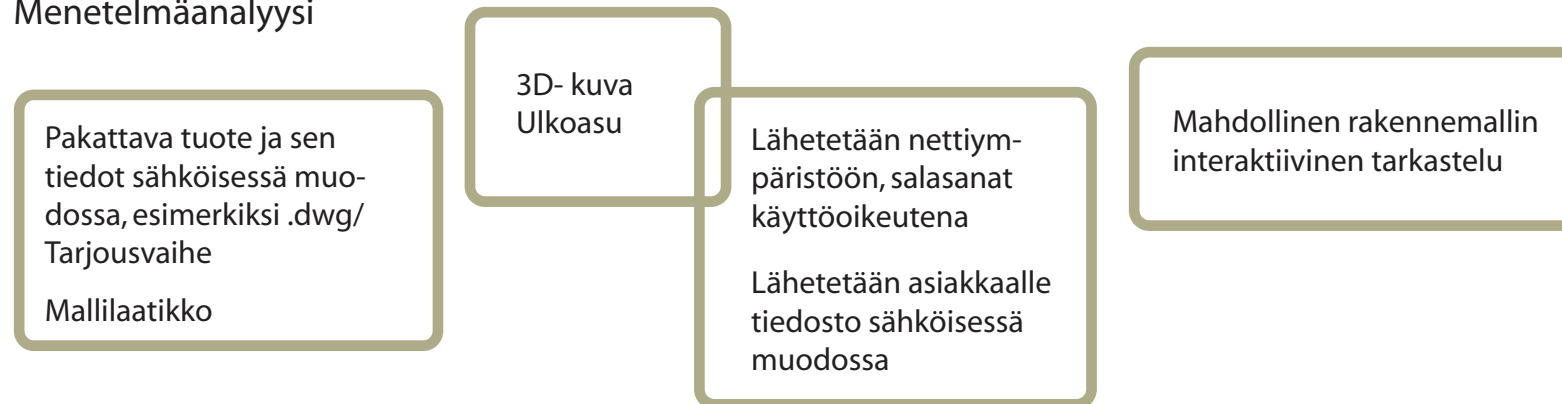 Menetelmäanalyysi
Pakattava tuote ja sen
tiedot sähköisessä muo-
dossa, esimerkiksi .dwg/
Tarjousvaihe
Mallilaatikko
3D- kuva
Ulkoasu
Lähetetään nettiym-
päristöön, salasanat
käyttöoikeutena
Lähetetään asiakkaalle
tiedosto sähköisessä
muodossa
Mahdollinen rakennemallin
interaktiivinen tarkastelu